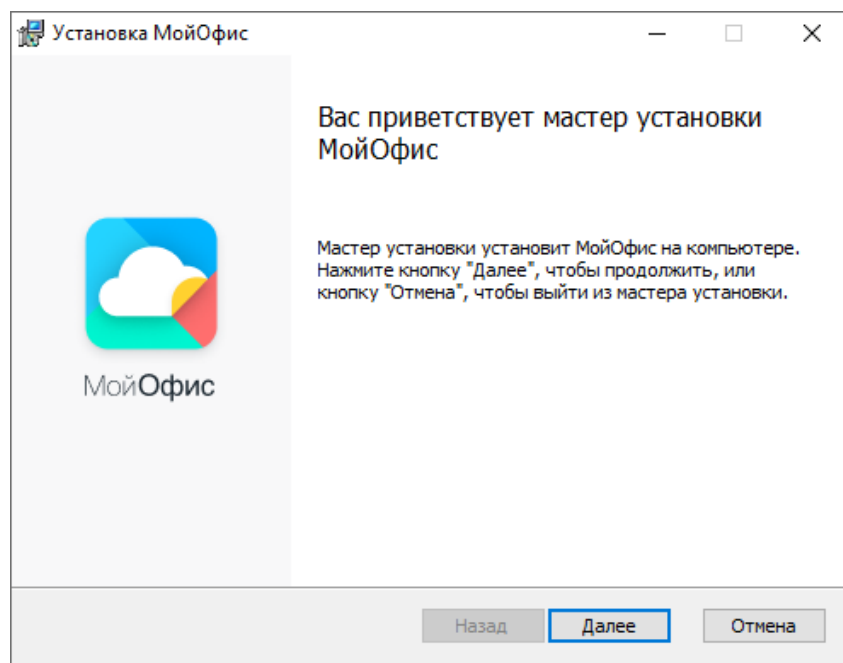 Установка МойОфис
Вас приветствует мастер установки
МойОфис
Мастер установки установит МойОфис на компьютере.
Нажмите кнопку "Далее", чтобы продолжить, или
кнопку "Отмена", чтобы выйти из мастера установки.
МойОфис
Назад
Далее
Отмена